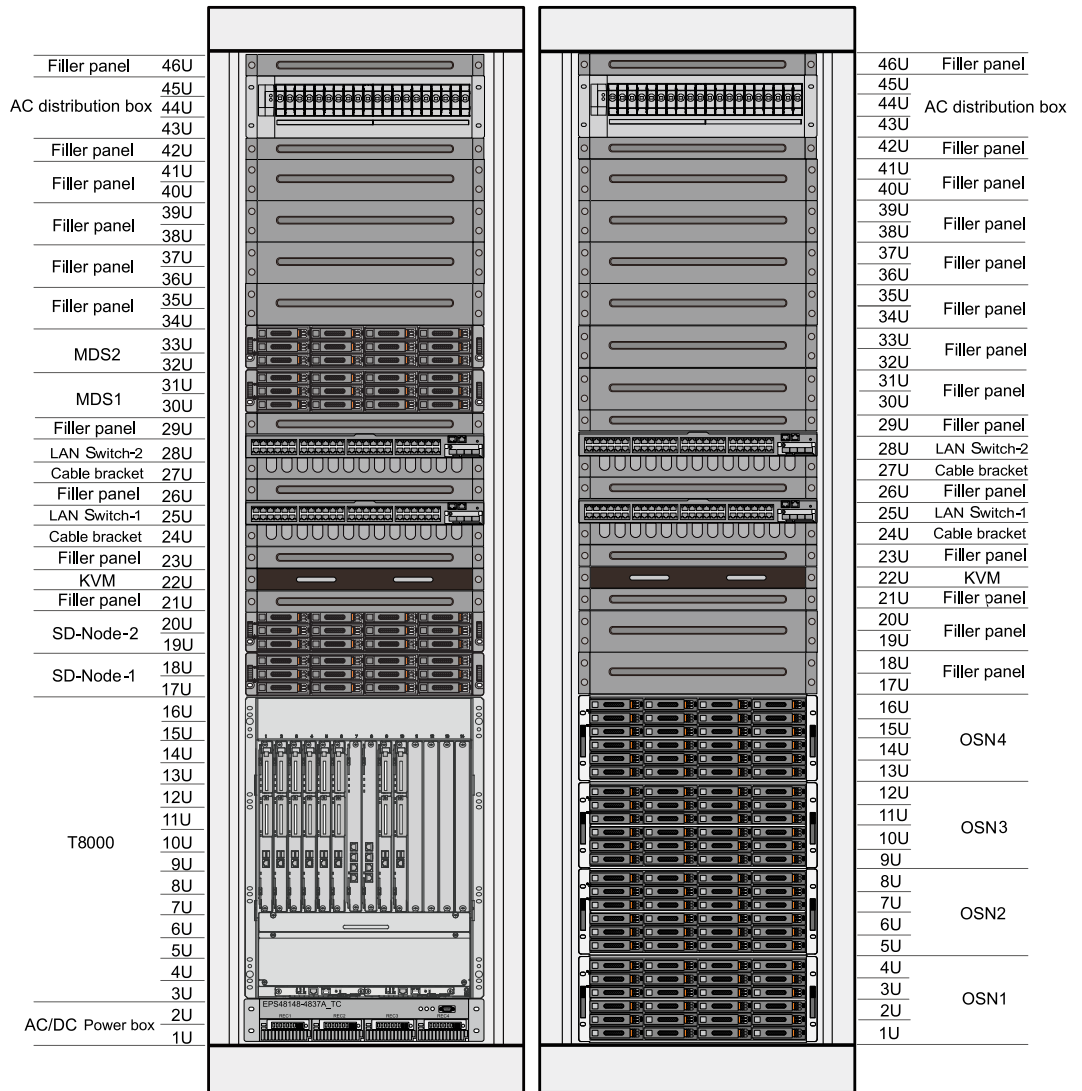 Filler panel 46U
45U
AC distribution box 44U
43U
Filler panel 42U
41U
Filler panel
40U
39U
Filler panel
38U
37U
Filler panel
36U
35U
Filler panel
34U
33U
MDS2
32U
31U
MDS1
30U
Filler panel 29U
LAN Switch-2 28U
Cable bracket 27U
Filler panel 26U
LAN Switch-1 25U
Cable bracket 24U
Filler panel 23U
KVM 22U
Filler panel 21U
20U
SD-Node-2
19U
18U
SD-Node-1
17U
16U
15U
14U
13U
12U
11U
T8000
10U
9U
8U
7U
6U
5U
4U
3U
2U
AC/DC Power box
1U
EPS48148-4837A_TC
REC1 REC2 REC3 REC4
46U Filler panel
45U
44U AC distribution box
43U
42U Filler panel
41U
Filler panel
40U
39U
Filler panel
38U
37U
Filler panel
36U
35U
Filler panel
34U
33U
Filler panel
32U
31U
Filler panel
30U
29U Filler panel
28U LAN Switch-2
27U Cable bracket
26U Filler panel
25U LAN Switch-1
24U Cable bracket
23U Filler panel
22U KVM
21U Filler panel
20U
Filler panel
19U
18U
Filler panel
17U
16U
15U
OSN4
14U
13U
12U
11U
OSN3
10U
9U
8U
7U
OSN2
6U
5U
4U
3U
OSN1
2U
1U